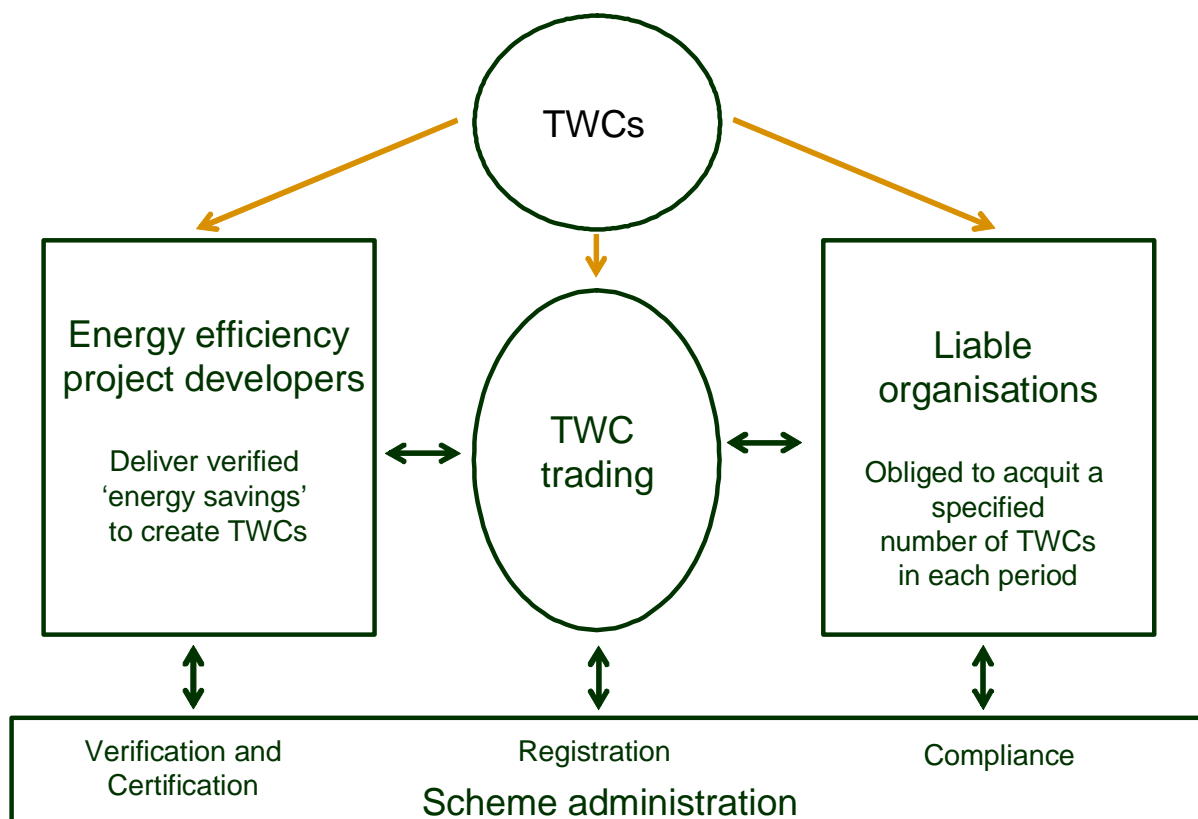 TWCs
Energy efficiency
project developers
Deliver verified
‘energy savings’
to create TWCs
TWC
trading
Liable
organisations
Obliged to acquit a
specified
number of TWCs
in each period
Verification and
Certification
Registration
Compliance
Scheme administration